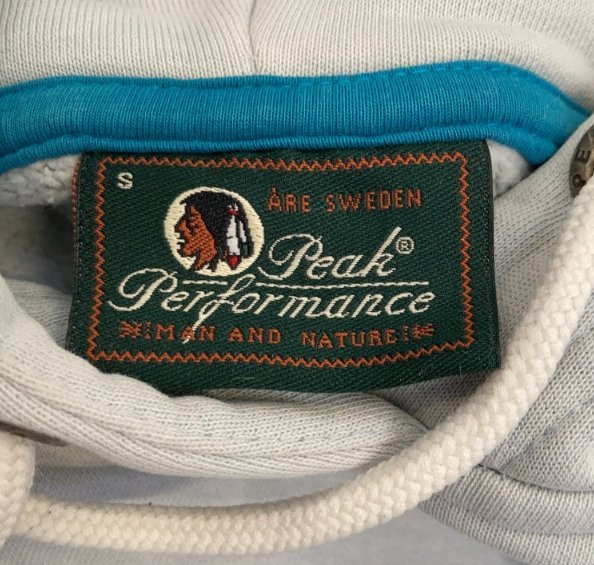 S
ÅRE SWEDEN
Peak®
Performance
MAN AND NATURE